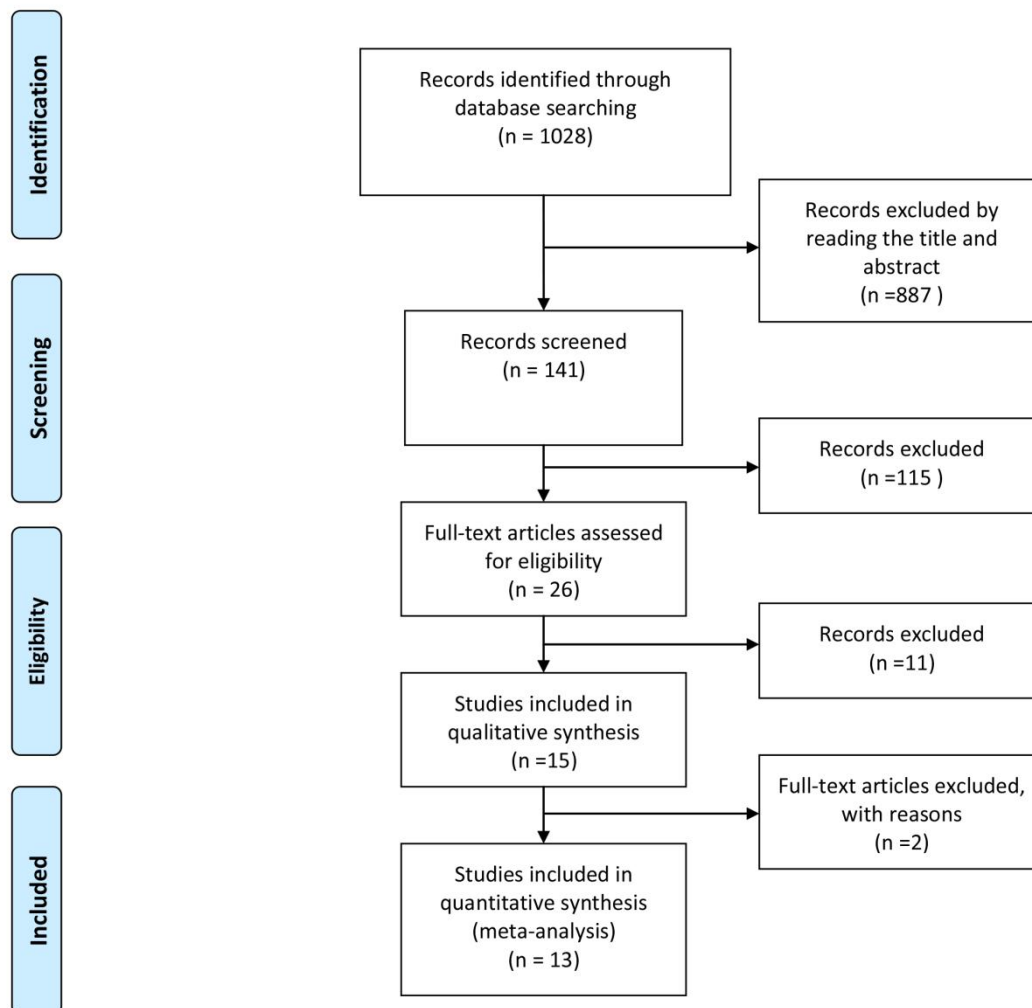 Identification
Records identified through
database searching
(n = 1028)
Records excluded by
reading the title and
abstract
(n =887 )
Screening
Records screened
(n = 141)
Records excluded
(n =115 )
Eligibility
Full-text articles assessed
for eligibility
(n = 26)
Records excluded
(n =11)
Studies included in
qualitative synthesis
(n =15)
Full-text articles excluded,
with reasons
(n =2)
Included
Studies included in
quantitative synthesis
(meta-analysis)
(n = 13)